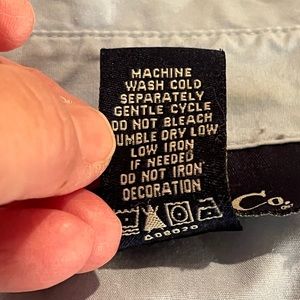 MACHINE
WASH COLD
SEPARATELY
GENTLE CYCLE
DO NOT BLEACH
UMBLE DRY LOW
LOW IRON
IF NEEDED
DO NOT IRON
DECORATION
Co.